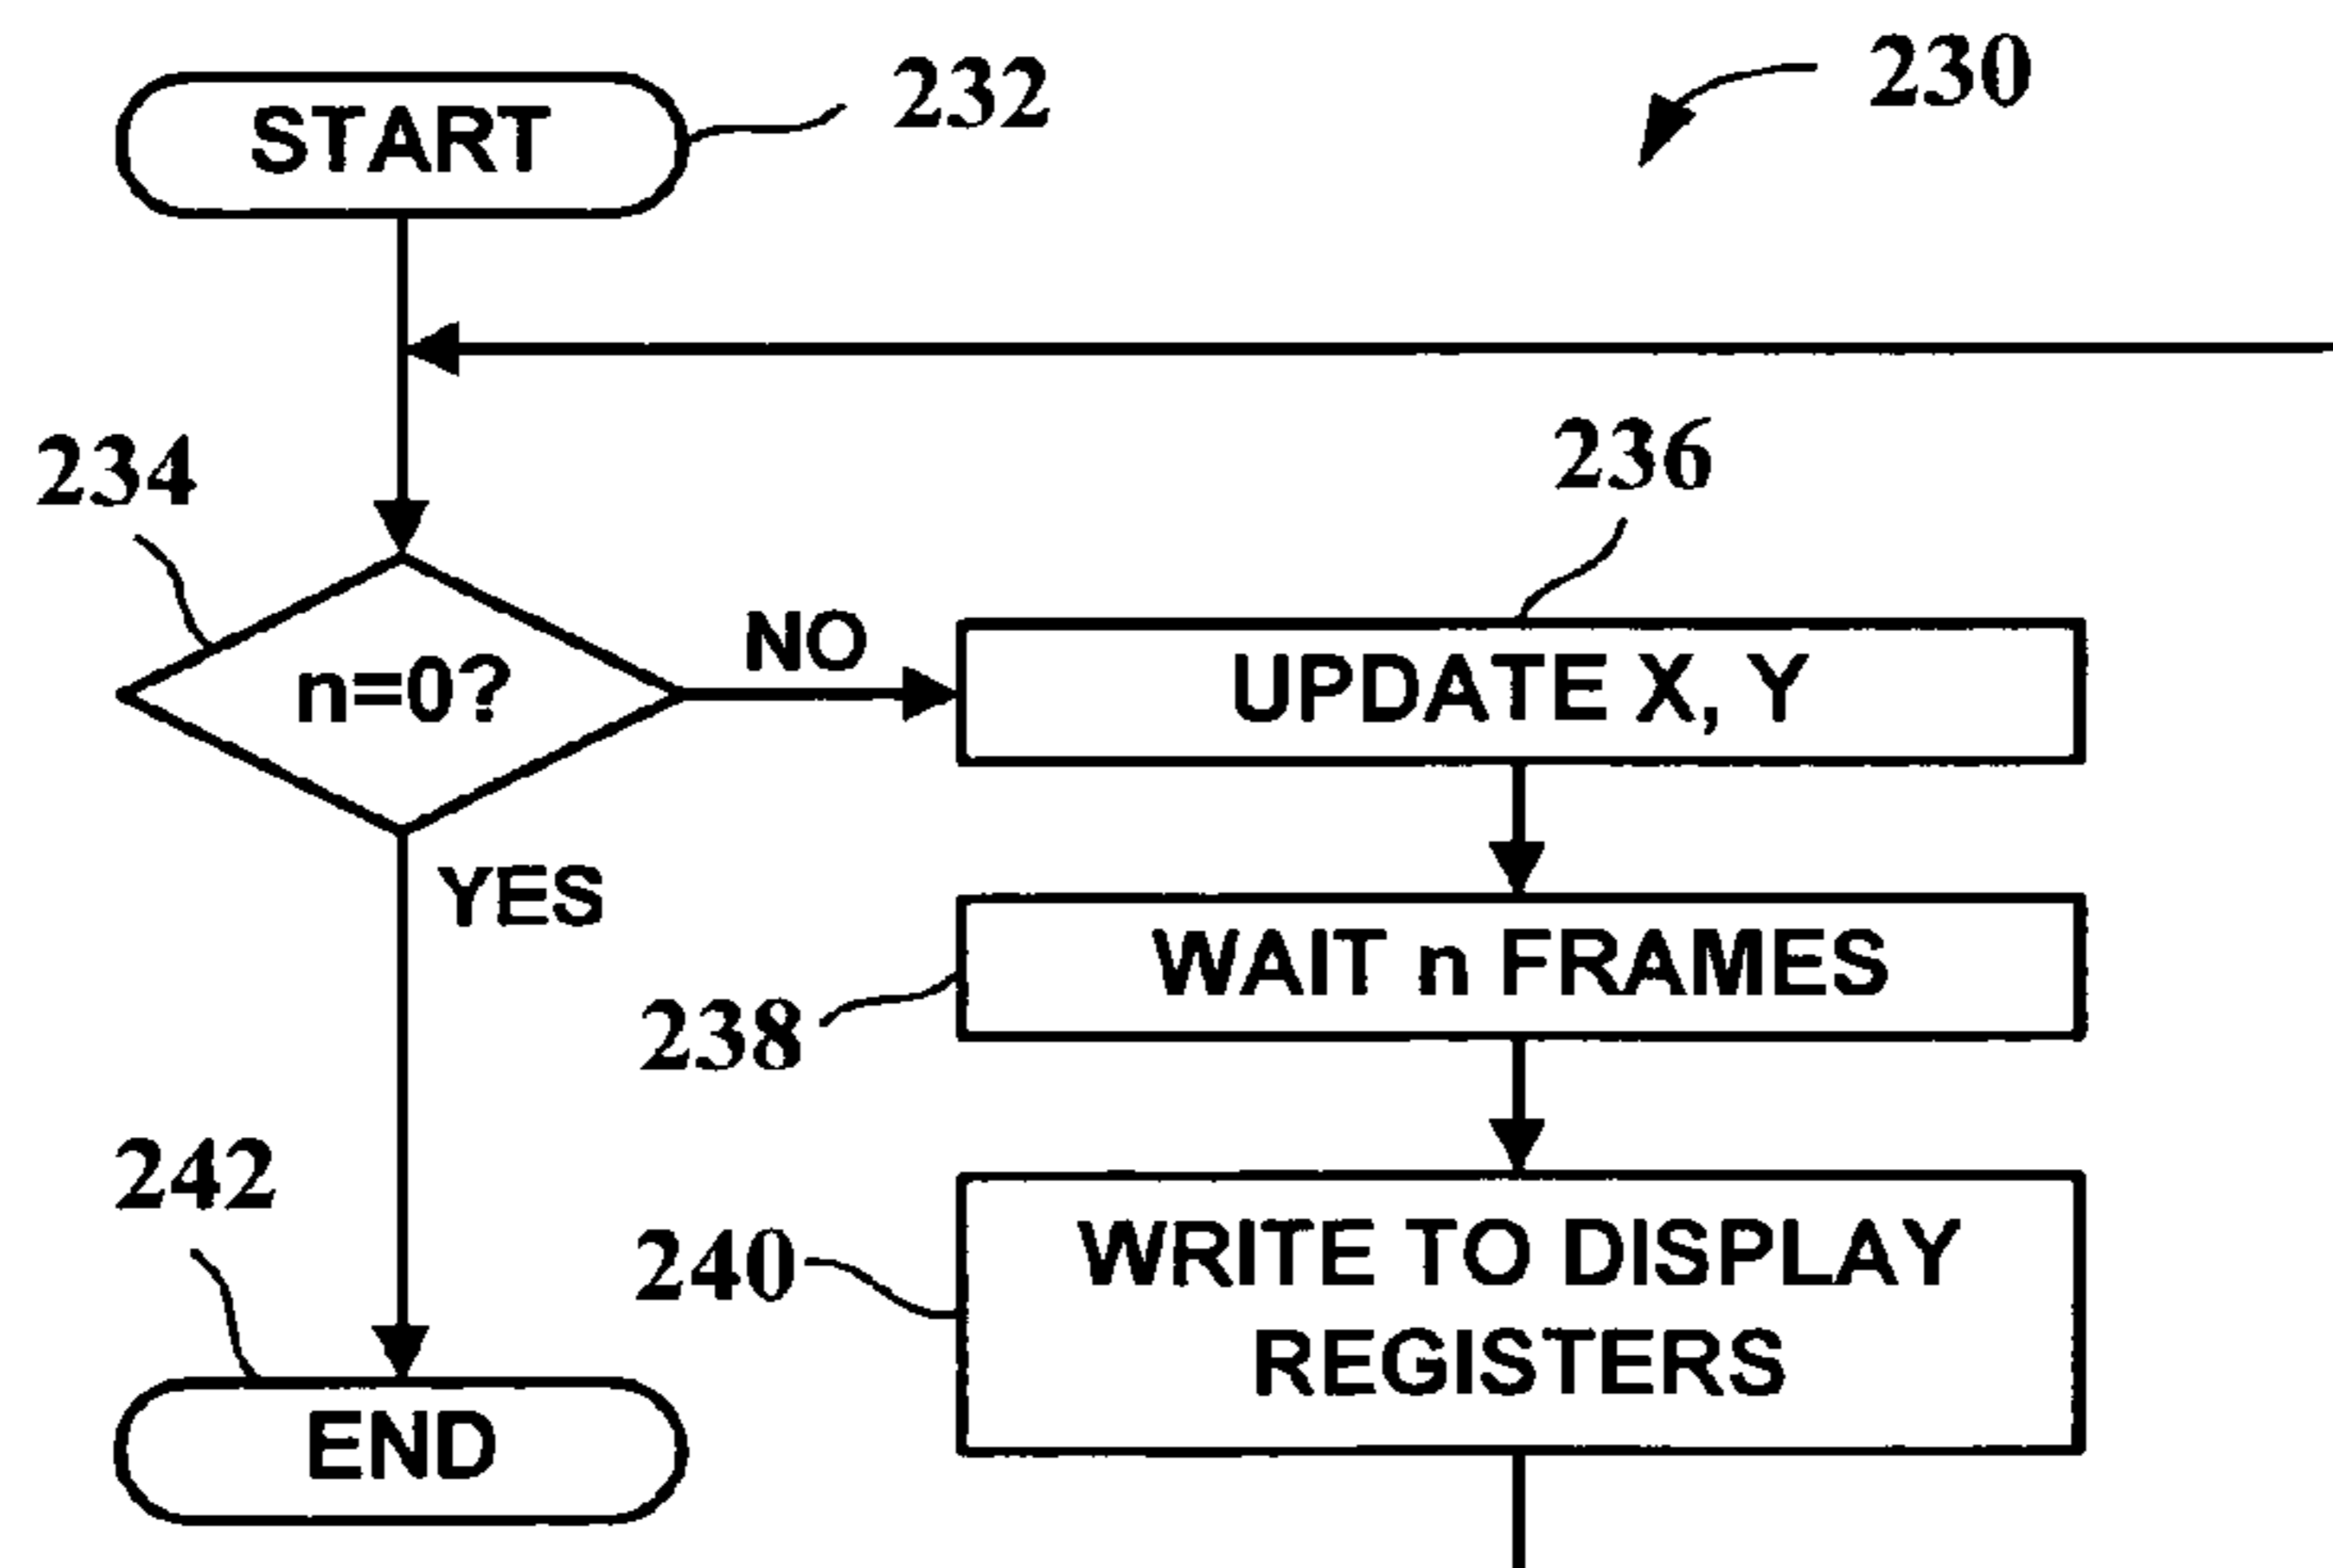 START
232
230
234
236
n=0?
NO
UPDATE X, Y
YES
WAIT n FRAMES
238
242
240
WRITE TO DISPLAY
REGISTERS
END